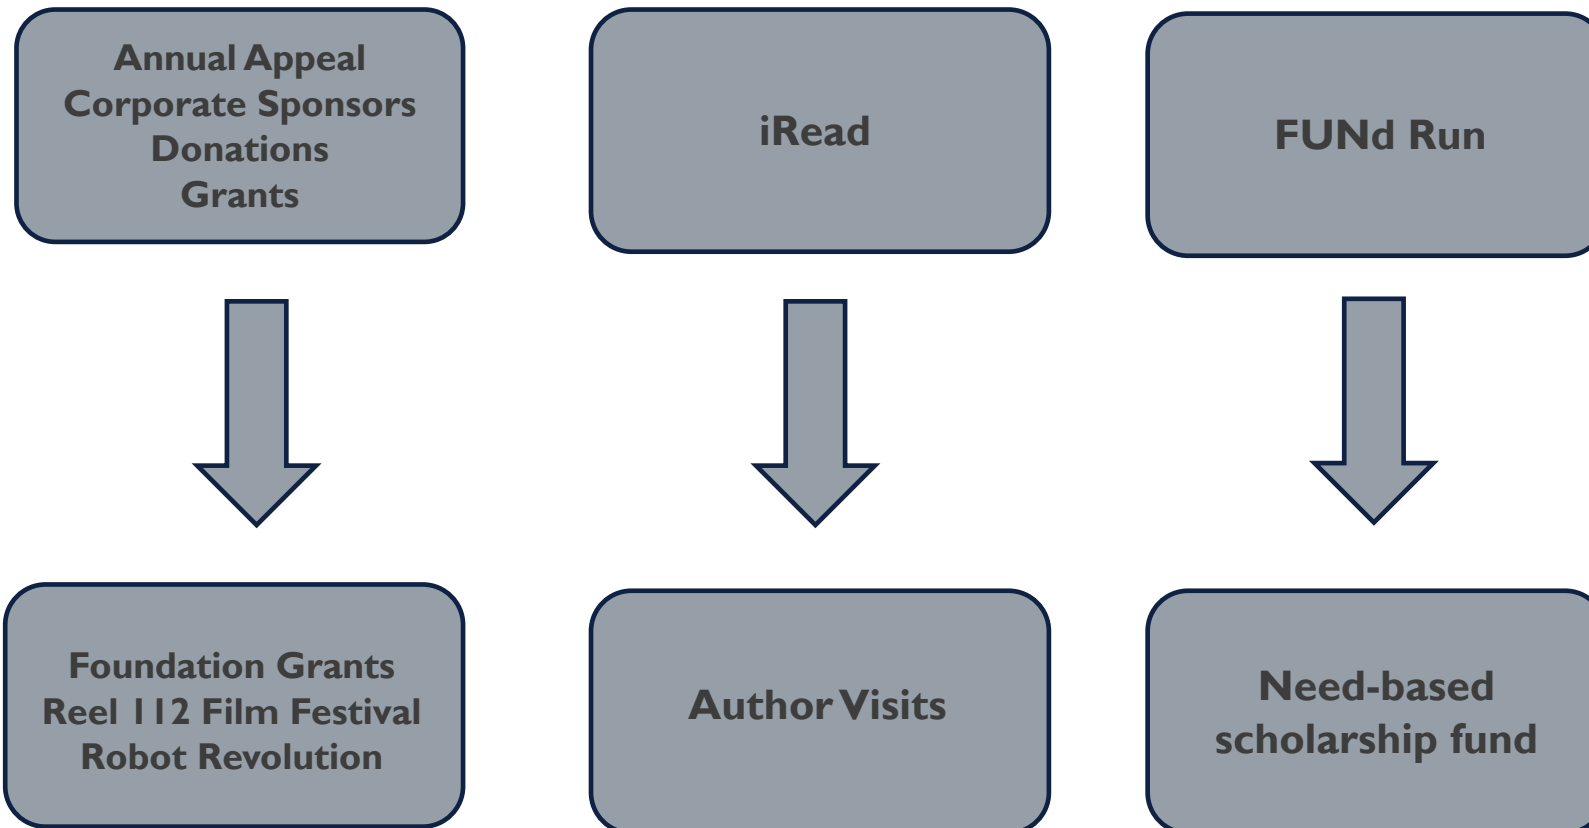 Annual Appeal
Corporate Sponsors
Donations
Grants
iRead
FUNd Run
Foundation Grants
Reel 112 Film Festival
Robot Revolution
Author Visits
Need-based
scholarship fund